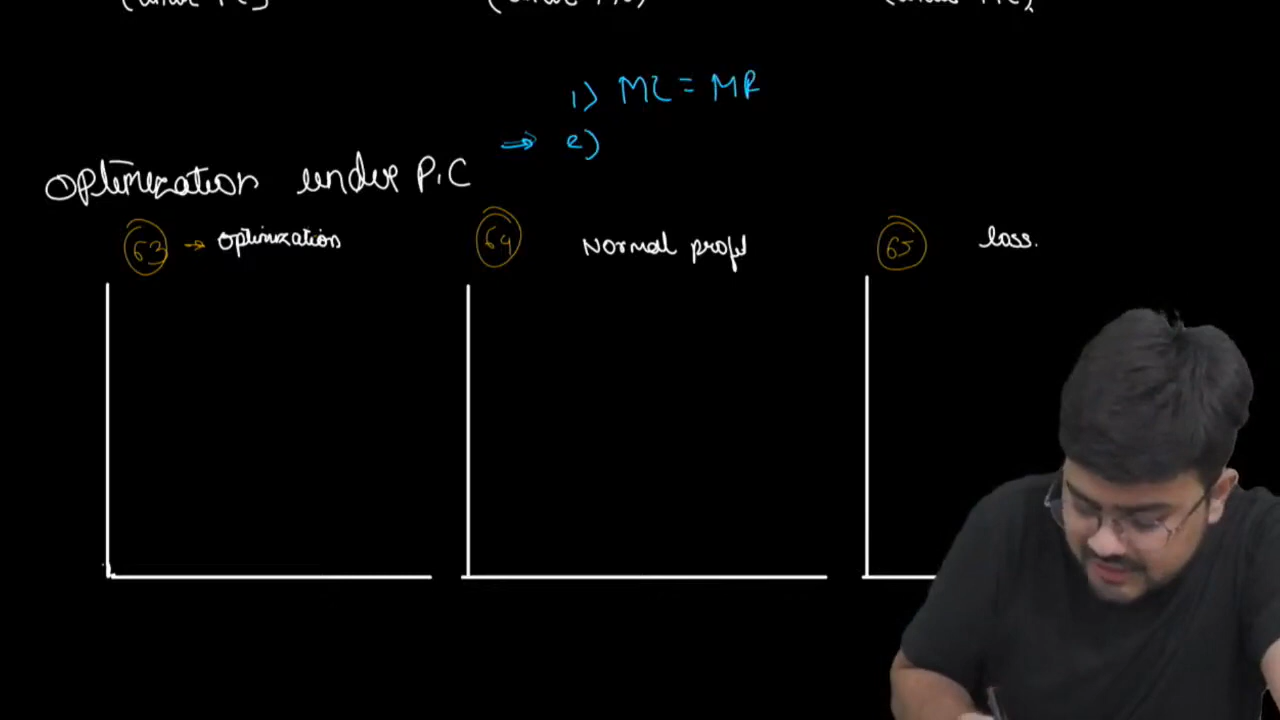 1) MC = MR
→ 2)
Optimization under P.C
63 → Optimization
64 Normal profit
65 loss.